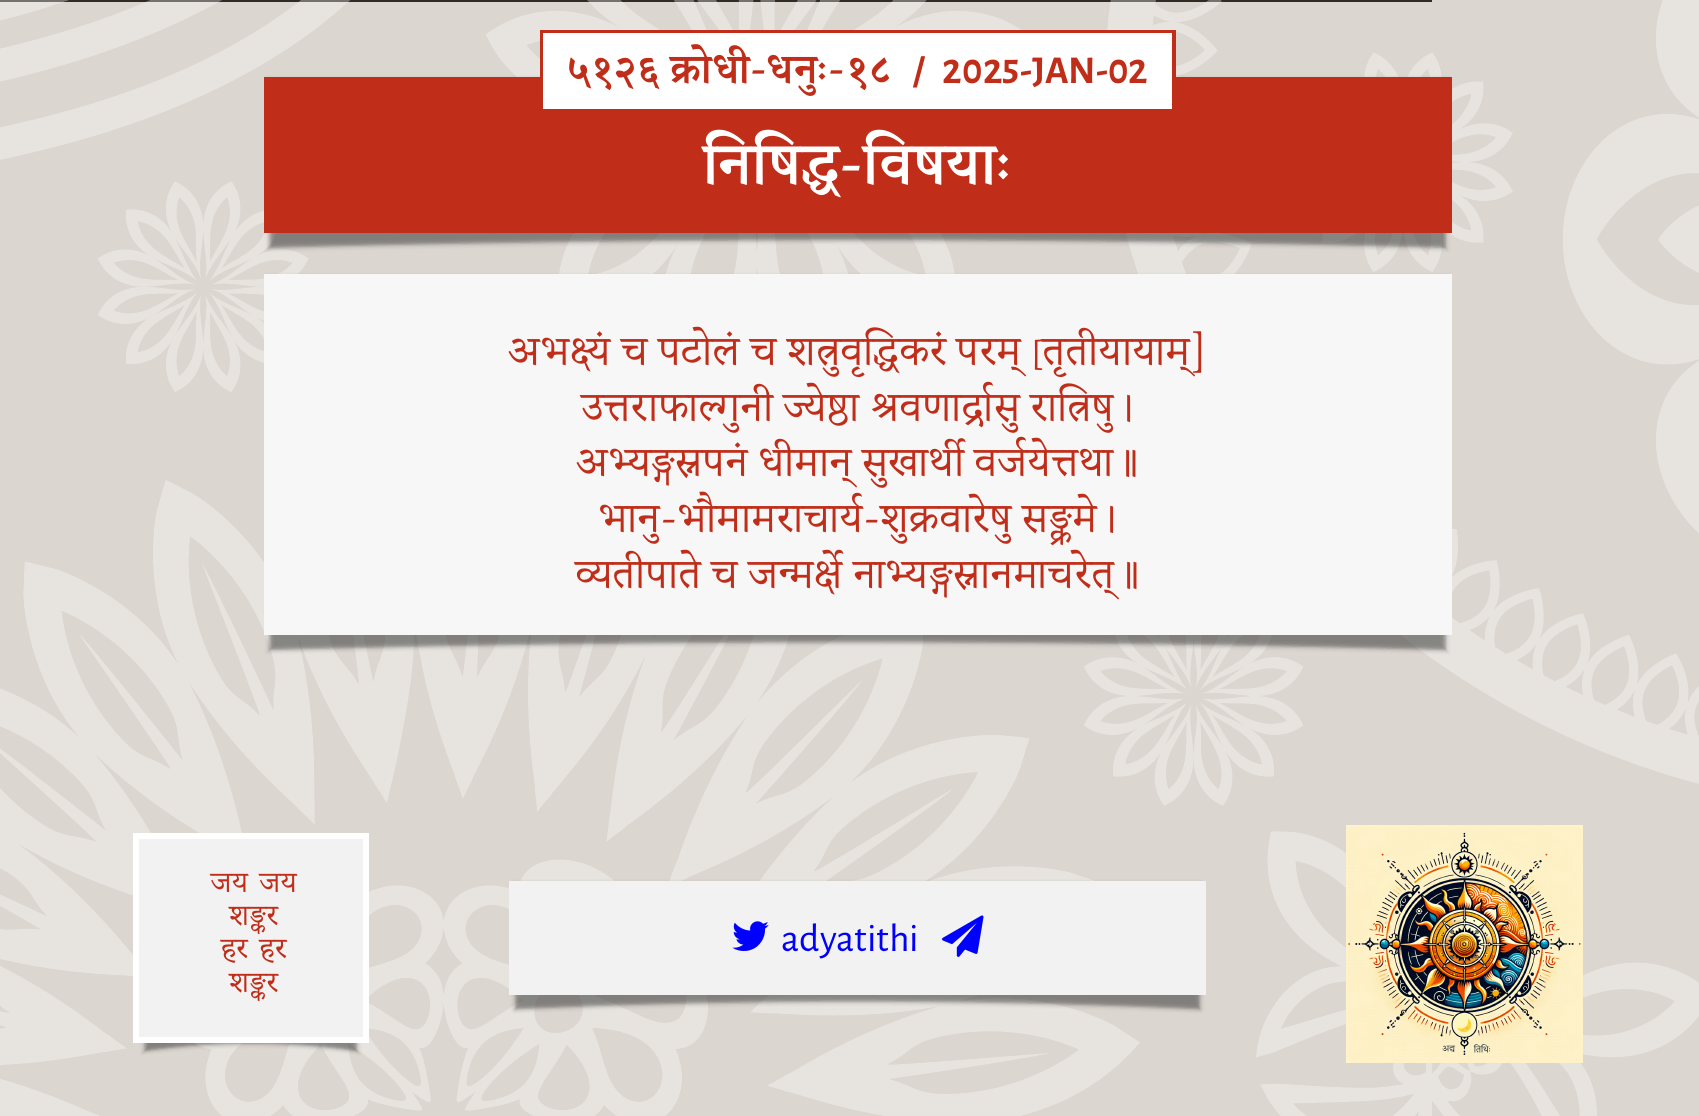 ५१२६ क्रोधी-धनुः-१८ / 2025-JAN-02
निषिद्ध-विषयाः
अभक्ष्यं च पटोलं च शत्रुवृद्धिकरं परम् [तृतीयायाम्]
उत्तराफाल्गुनी ज्येष्ठा श्रवणार्द्रासु रात्रिषु।
अभ्यङ्गस्नपनं धीमान् सुखार्थी वर्जयेत्तथा॥
भानु-भौमामराचार्य-शुक्रवारेषु सङ्क्रमे।
व्यतीपाते च जन्मर्क्षे नाभ्यङ्गस्नानमाचरेत्॥
जय जय
शङ्कर
हर हर
शङ्कर
adyatithi
अद्य तिथिः